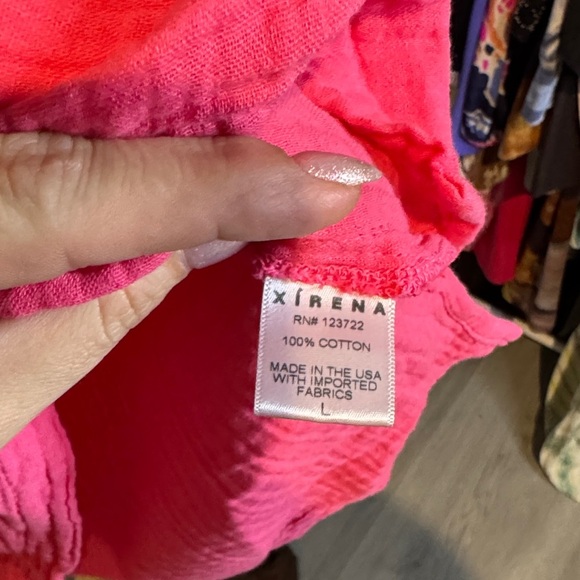 XÍRENA
RN# 123722
100% COTTON
MADE IN THE USA
WITH IMPORTED
FABRICS
L